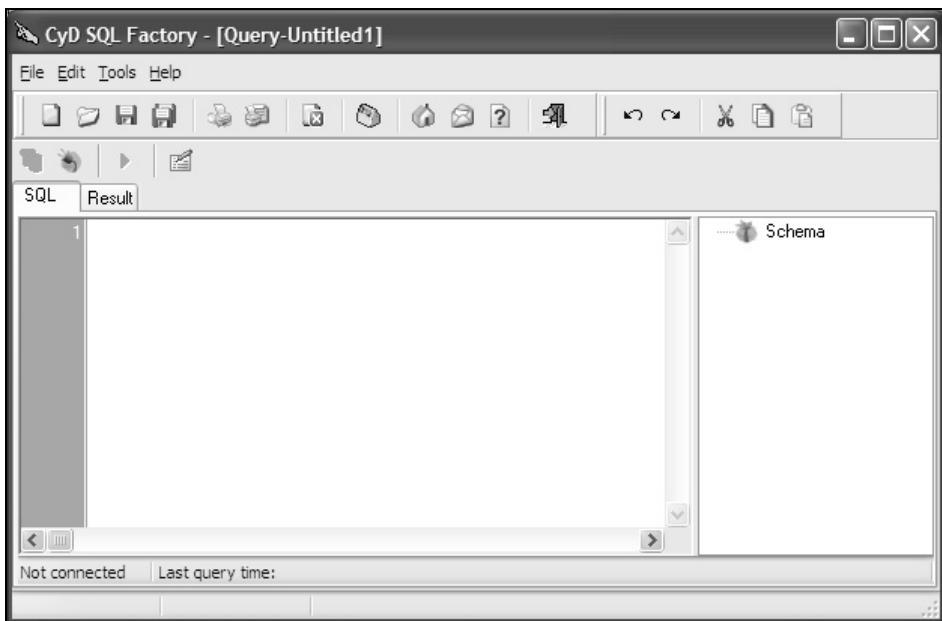 CyD SQL Factory - [Query-Untitled1]
File Edit Tools Help
SQL Result
1
Schema
Not connected Last query time: